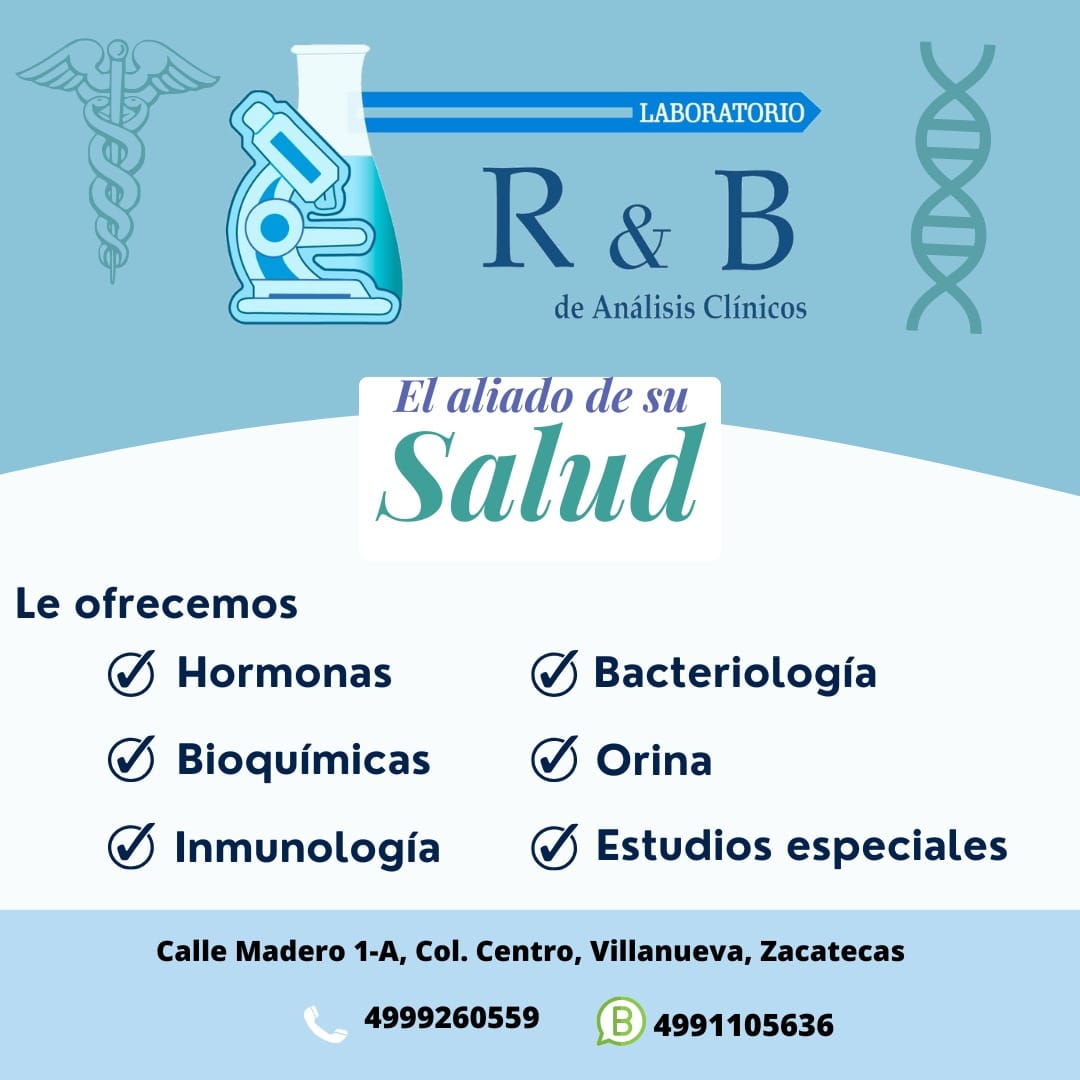 LABORATORIO
R & B
de Análisis Clínicos
El aliado de su
Salud
Le ofrecemos
Hormonas
Bacteriología
Bioquímicas
Orina
Inmunología
Estudios especiales
Calle Madero 1-A, Col. Centro, Villanueva, Zacatecas
4999260559
B 4991105636